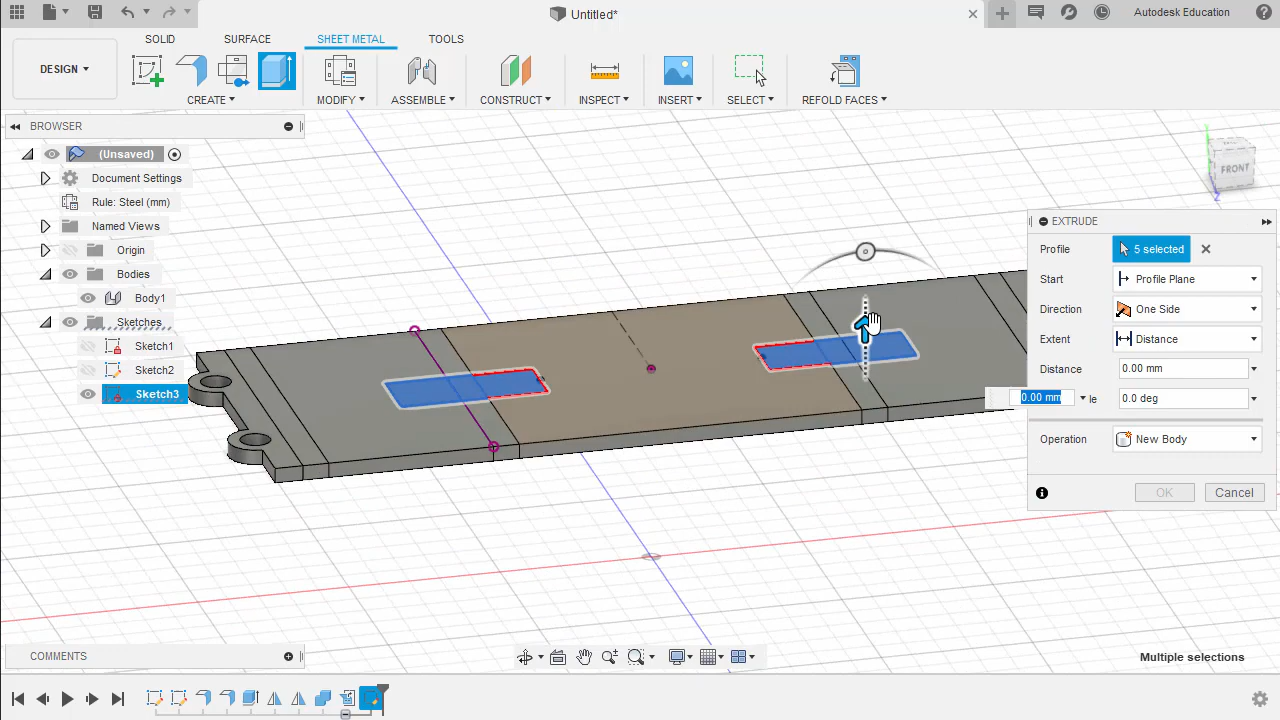 Untitled*
Autodesk Education
SOLID
SURFACE
SHEET METAL
TOOLS
DESIGN
CREATE
MODIFY
ASSEMBLE
CONSTRUCT
INSPECT
INSERT
SELECT
REFOLD FACES
BROWSER
(Unsaved)
Document Settings
Rule: Steel (mm)
Named Views
Origin
Bodies
Body1
Sketches
Sketch1
Sketch2
Sketch3
FRONT
Z
EXTRUDE
Profile
5 selected
Start
Profile Plane
Direction
One Side
Extent
Distance
Distance
0.00 mm
0.00 mm
le
0.0 deg
Operation
New Body
OK
Cancel
COMMENTS
Multiple selections